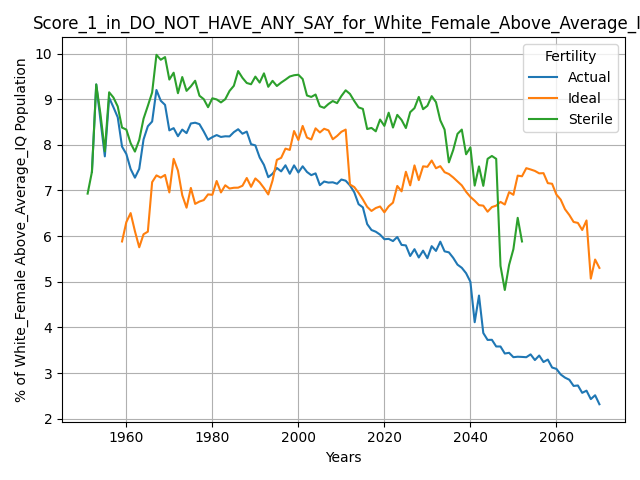 Score_1_in_DO_NOT_HAVE_ANY_SAY_for_White_Female_Above_Average_I
% of White_Female Above_Average_IQ Population
10
9
8
7
6
5
4
3
2
Fertility
Actual
Ideal
Sterile
1960 1980 2000 2020 2040 2060
Years